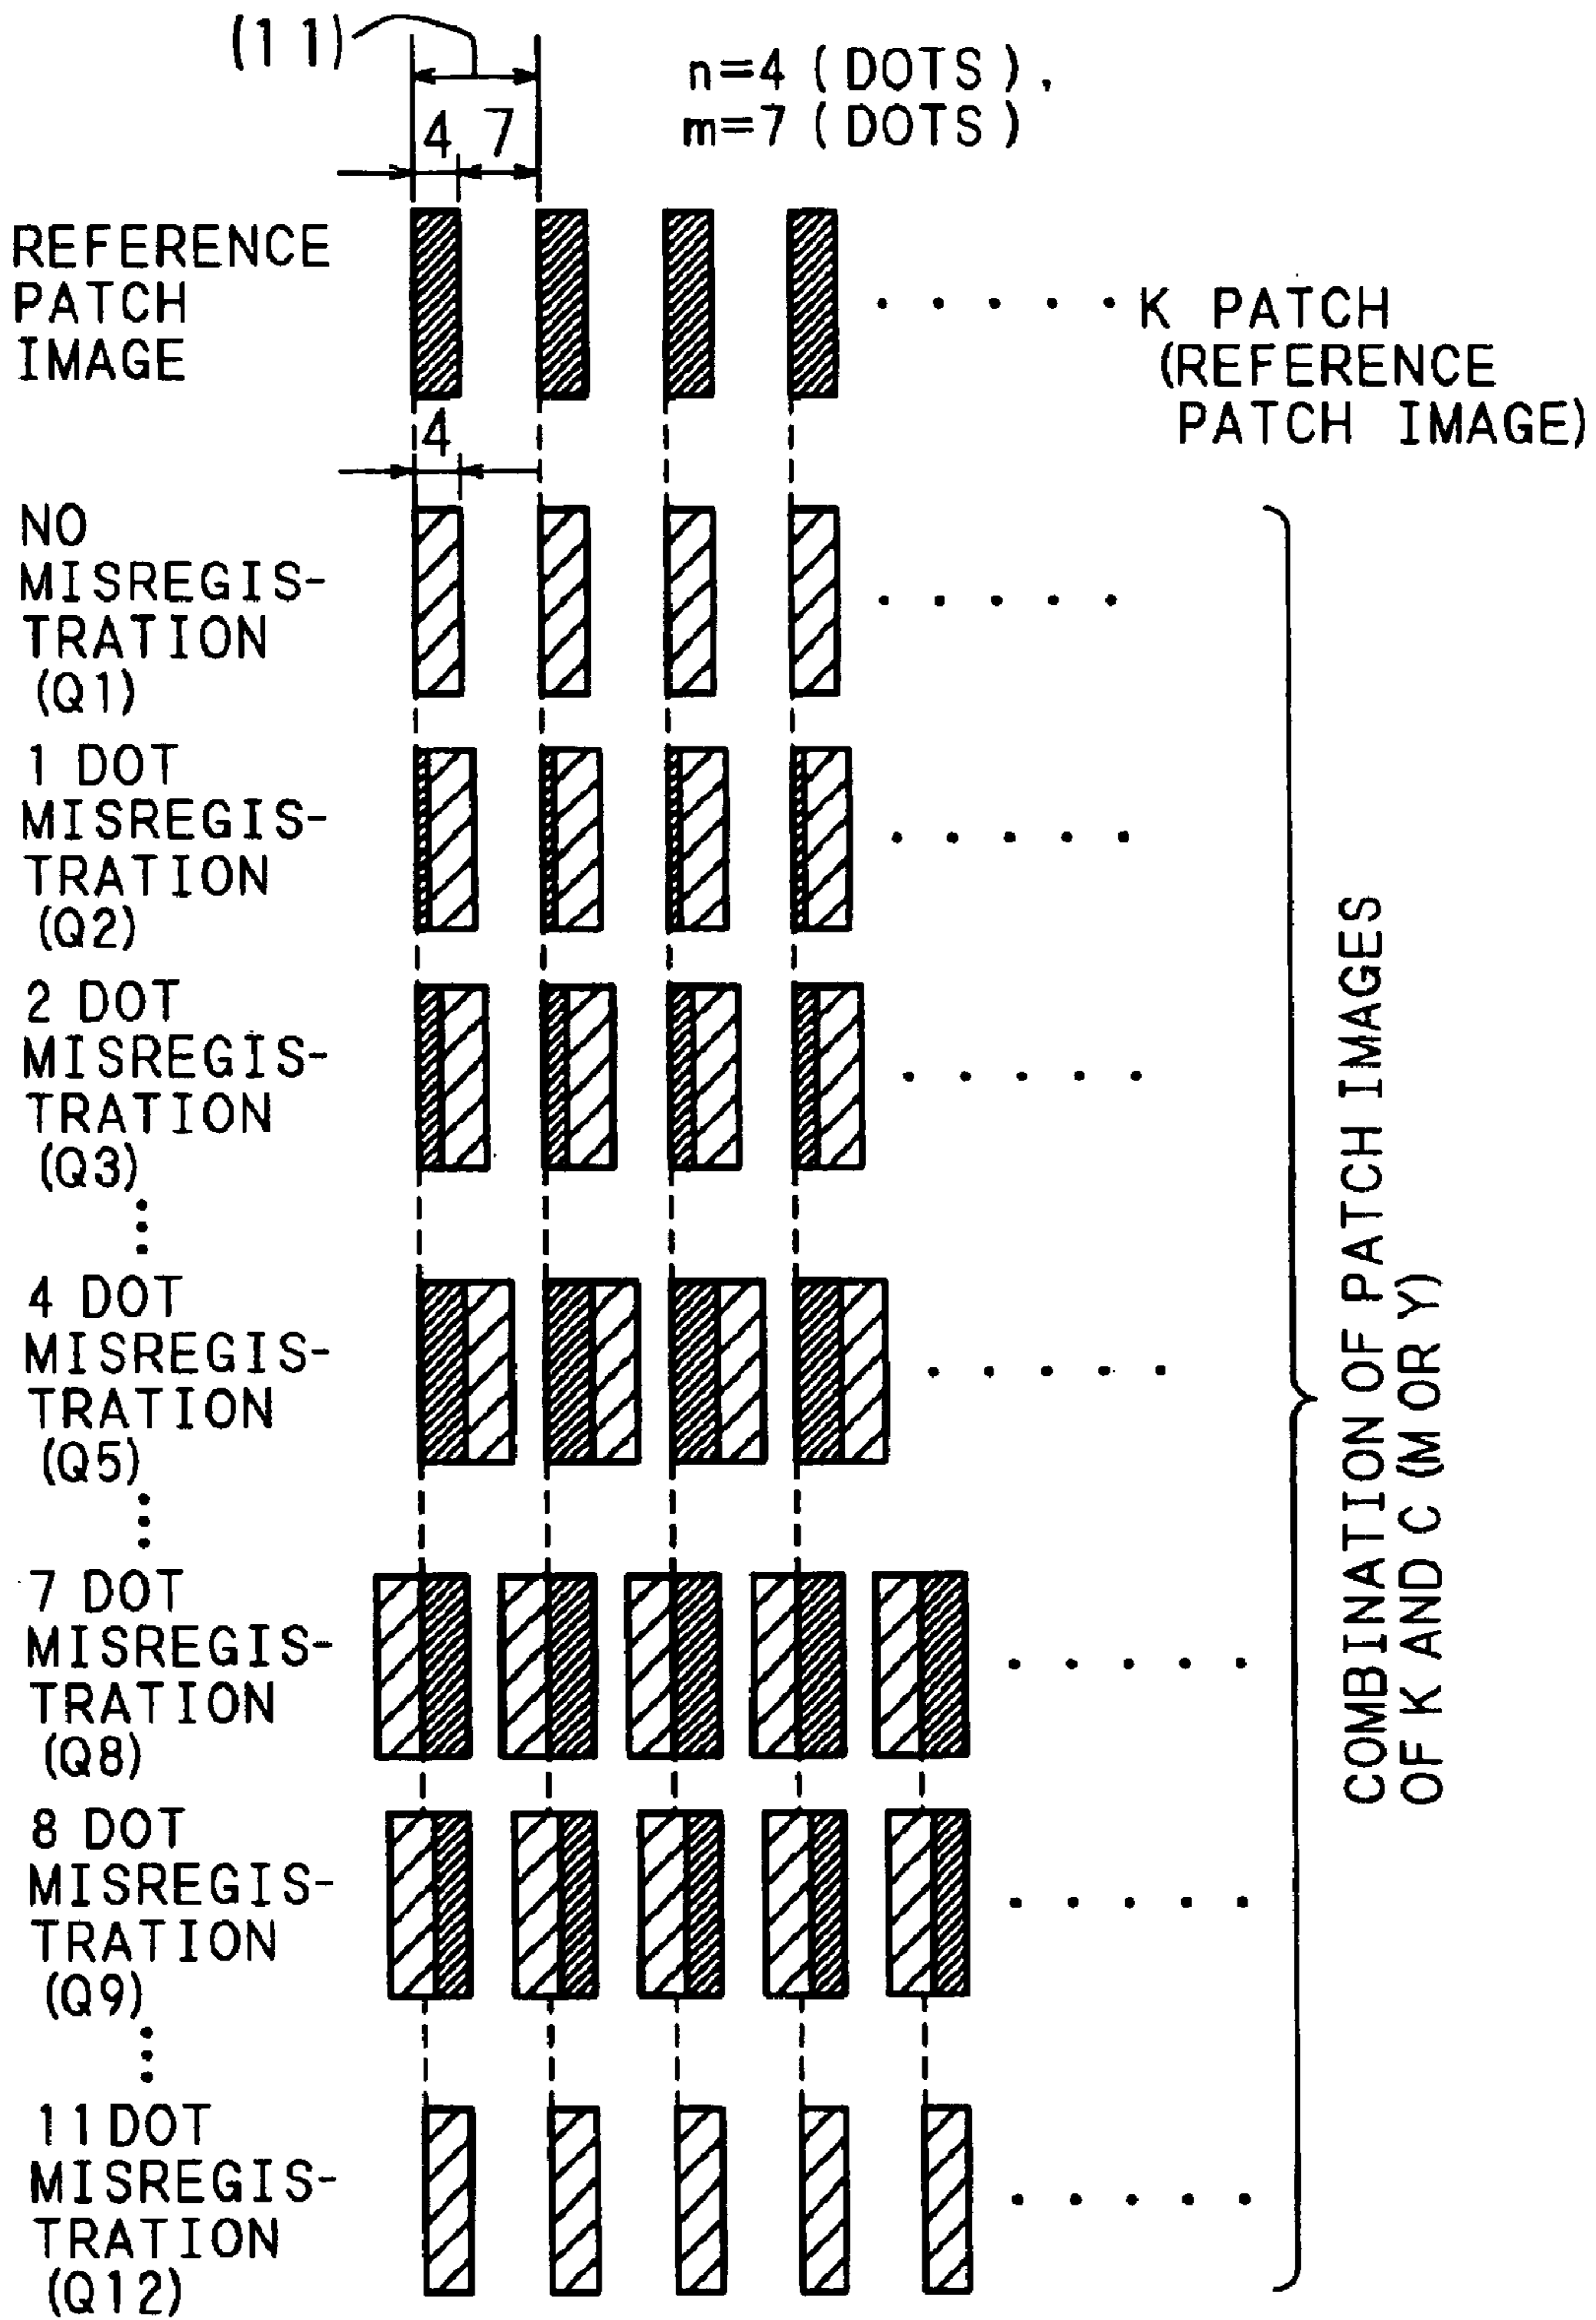 (11)
n=4 (DOTS),
m=7 (DOTS)
4 7
REFERENCE
PATCH
IMAGE
K PATCH
(REFERENCE
PATCH IMAGE)
4
NO
MISREGIS-
TRATION
(Q1)
1 DOT
MISREGIS-
TRATION
(Q2)
2 DOT
MISREGIS-
TRATION
(Q3)
4 DOT
MISREGIS-
TRATION
(Q5)
7 DOT
MISREGIS-
TRATION
(Q8)
8 DOT
MISREGIS-
TRATION
(Q9)
11 DOT
MISREGIS-
TRATION
(Q12)
COMBINATION OF PATCH IMAGES
OF K AND C (M OR Y)